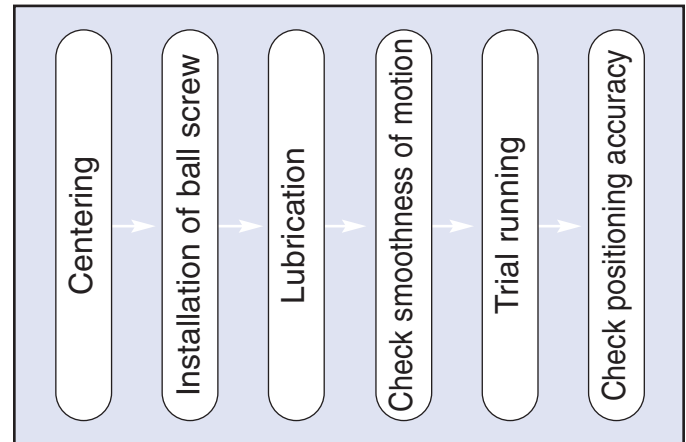 Centering
Installation of ball screw
Lubrication
Check smoothness of motion
Trial running
Check positioning accuracy